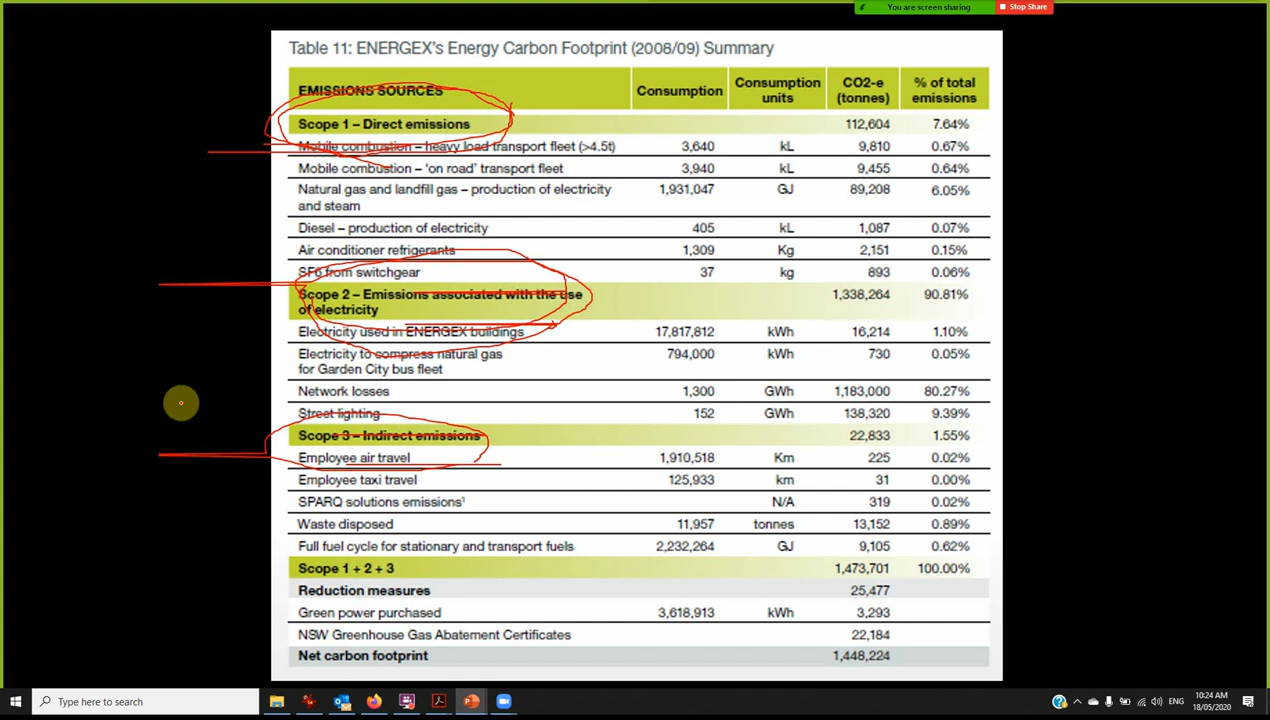 You are screen sharing Stop Share
Table 11: ENERGEX's Energy Carbon Footprint (2008/09) Summary
EMISSIONS SOURCES Consumption Consumption units CO2-e (tonnes) % of total emissions
Scope 1 – Direct emissions 112,604 7.64%
Mobile combustion – heavy load transport fleet (>4.5t) 3,640 kL 9,810 0.67%
Mobile combustion – 'on road' transport fleet 3,940 kL 9,455 0.64%
Natural gas and landfill gas – production of electricity 1,931,047 GJ 89,208 6.05%
and steam
Diesel – production of electricity 405 kL 1,087 0.07%
Air conditioner refrigerants 1,309 Kg 2,151 0.15%
SF6 from switchgear 37 kg 893 0.06%
Scope 2 – Emissions associated with the use 1,338,264 90.81%
of electricity
Electricity used in ENERGEX buildings 17,817,812 kWh 16,214 1.10%
Electricity to compress natural gas 794,000 kWh 730 0.05%
for Garden City bus fleet
Network losses 1,300 GWh 1,183,000 80.27%
Street lighting 152 GWh 138,320 9.39%
Scope 3 – Indirect emissions 22,833 1.55%
Employee air travel 1,910,518 Km 225 0.02%
Employee taxi travel 125,933 km 31 0.00%
SPARQ solutions emissions¹ N/A 319 0.02%
Waste disposed 11,957 tonnes 13,152 0.89%
Full fuel cycle for stationary and transport fuels 2,232,264 GJ 9,105 0.62%
Scope 1 + 2 + 3 1,473,701 100.00%
Reduction measures 25,477
Green power purchased 3,618,913 kWh 3,293
NSW Greenhouse Gas Abatement Certificates 22,184
Net carbon footprint 1,448,224
Type here to search ENG 10:24 AM
18/05/2020